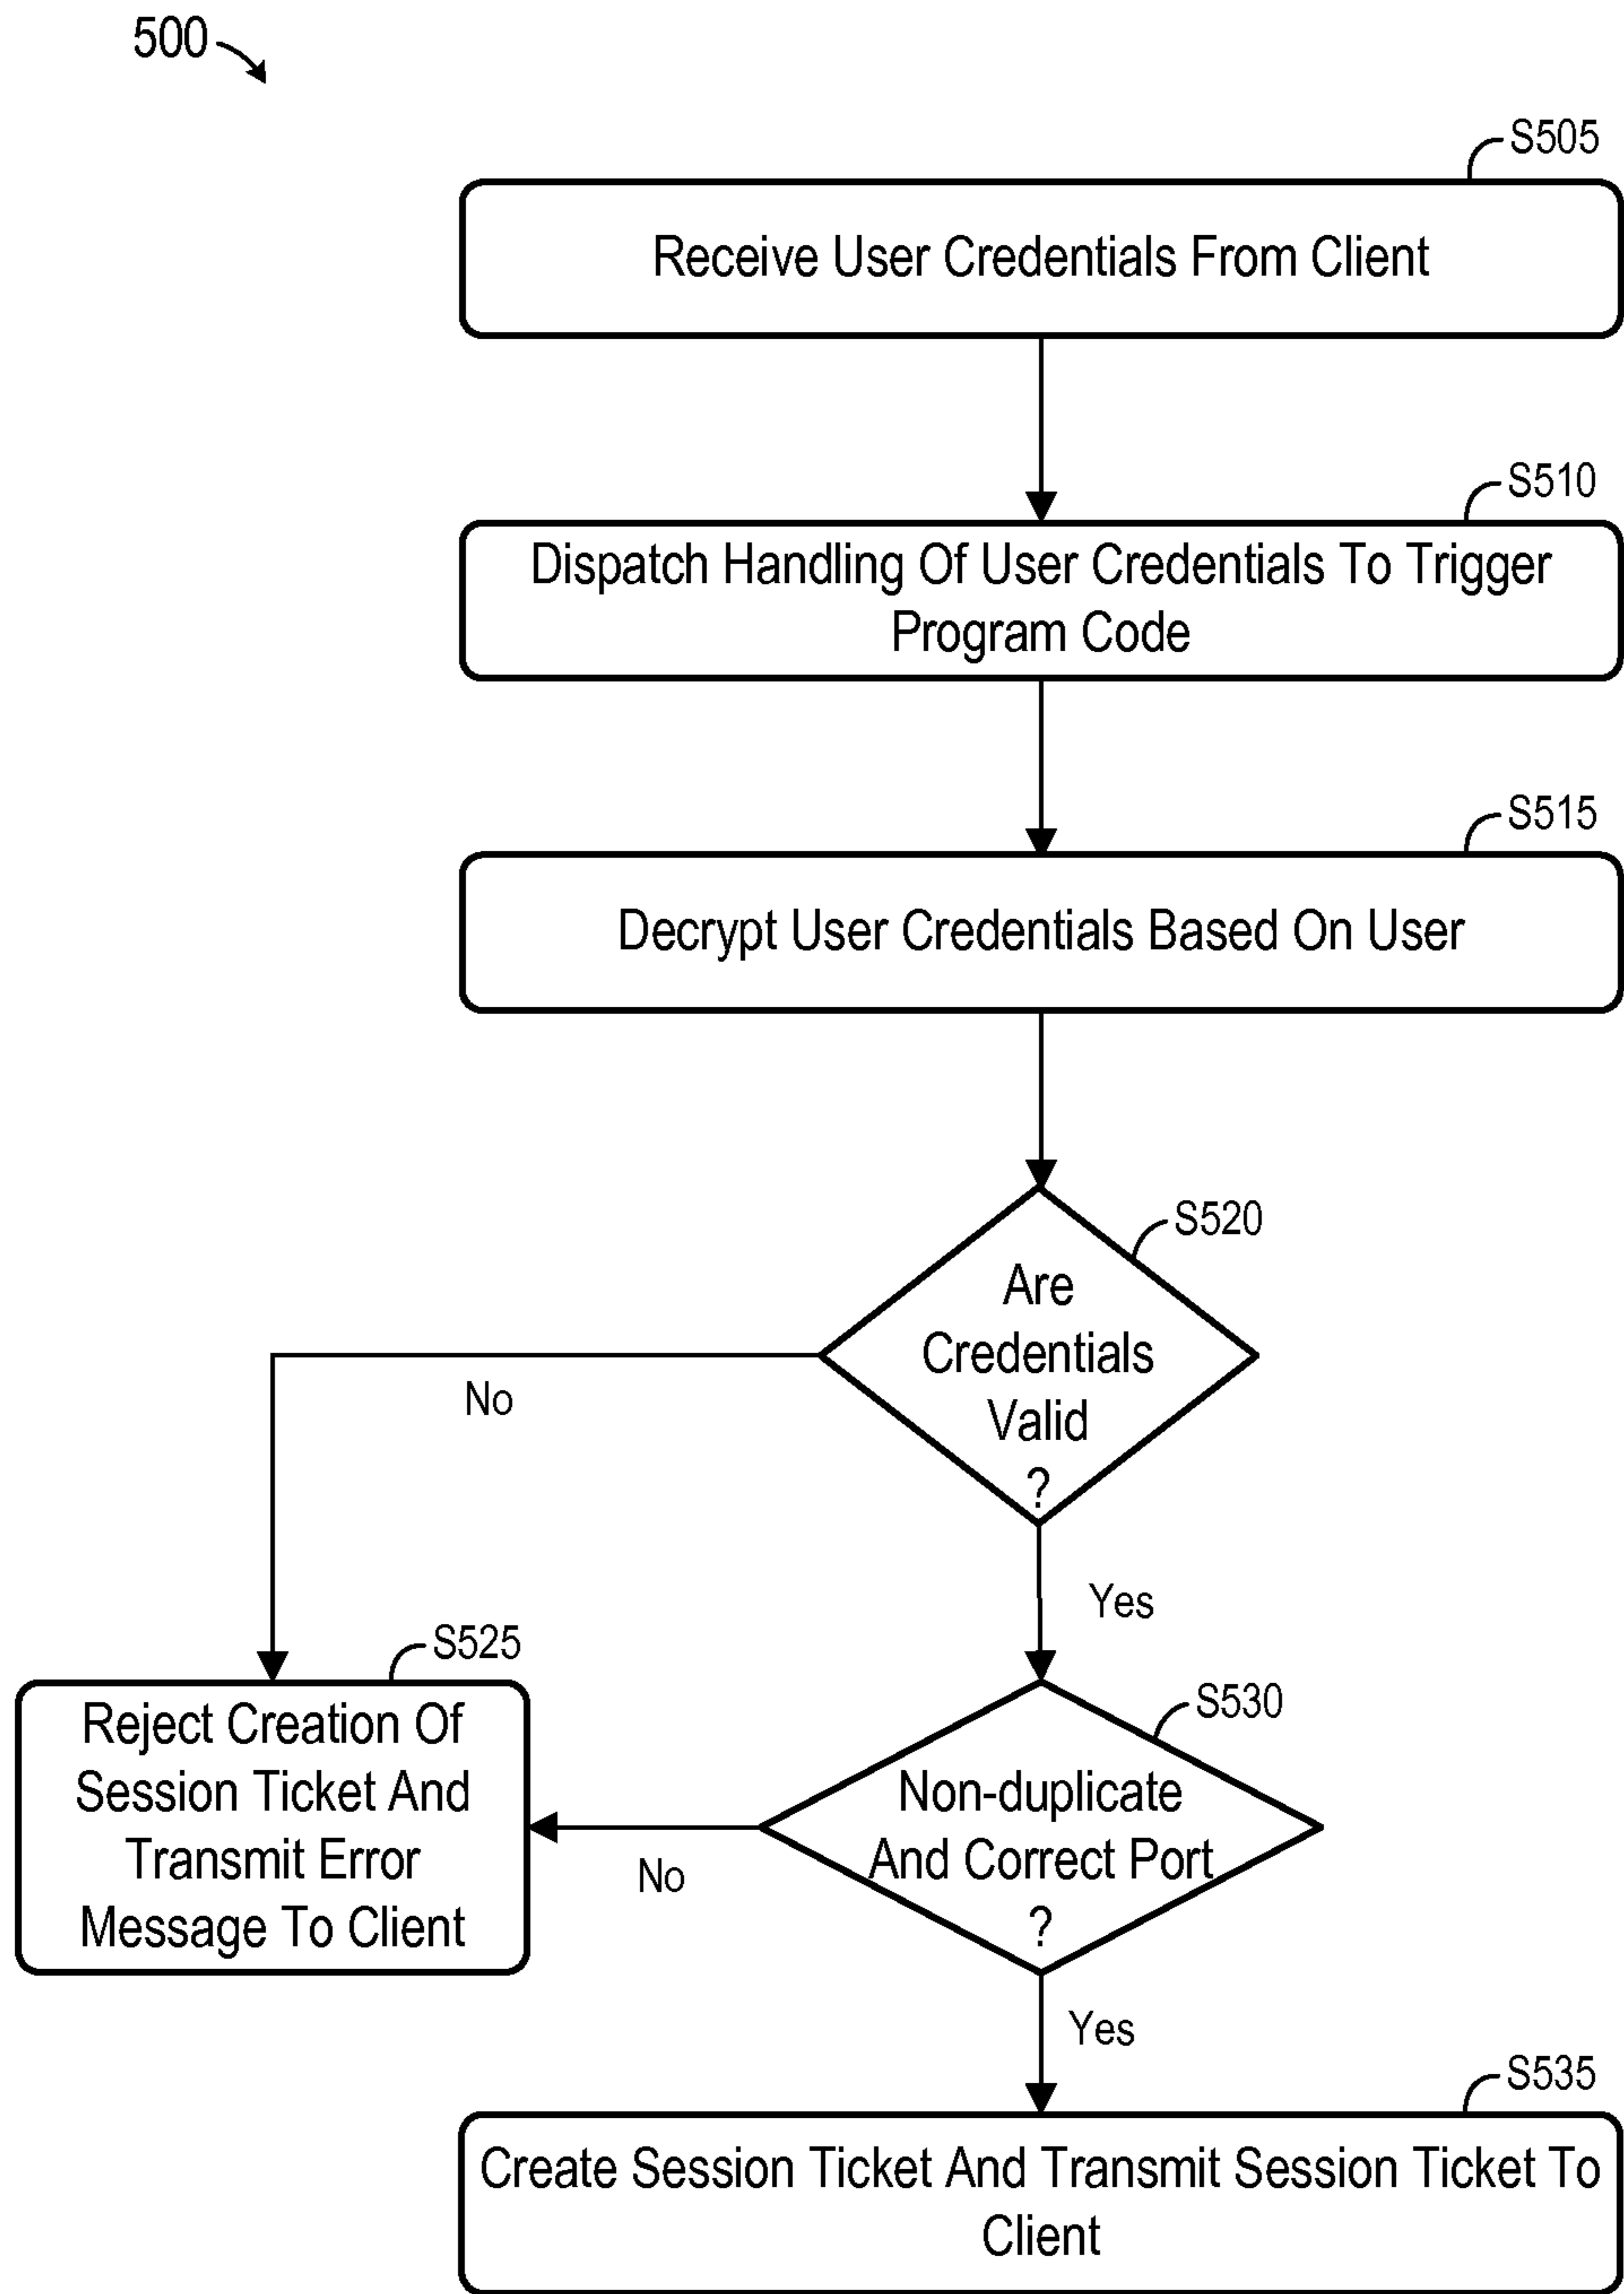 500
S505
Receive User Credentials From Client
S510
Dispatch Handling Of User Credentials To Trigger
Program Code
S515
Decrypt User Credentials Based On User
S520
Are
Credentials
Valid
?
No
Yes
S525
Reject Creation Of
Session Ticket And
Transmit Error
Message To Client
S530
Non-duplicate
And Correct Port
?
No
Yes
S535
Create Session Ticket And Transmit Session Ticket To
Client